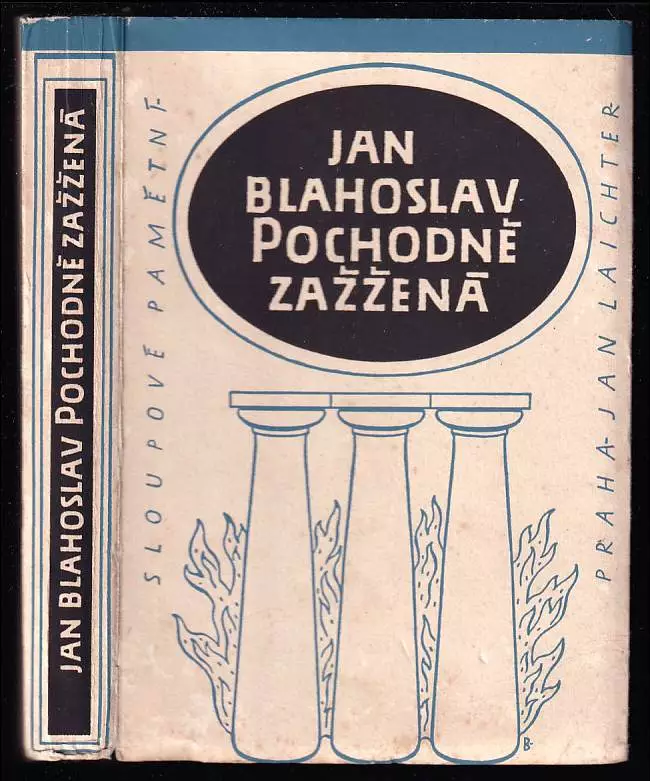 JAN BLAHOSLAV POCHODNĚ ZAŽŽENÁ
SLOUPOVÉ PAMĚTNÍ-
JAN
BLAHOSLAV
POCHODNĚ
ZAŽŽENÁ
PRAHA-JAN LAICHTER
B-